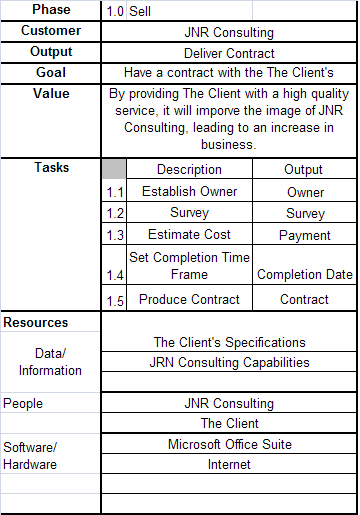 Phase 1.0 Sell
Customer JNR Consulting
Output Deliver Contract
Goal Have a contract with the The Client's
Value By providing The Client with a high quality
service, it will imporve the image of JNR
Consulting, leading to an increase in
business.
Tasks Description Output
1.1 Establish Owner Owner
1.2 Survey Survey
1.3 Estimate Cost Payment
Set Completion Time
1.4 Frame Completion Date
1.5 Produce Contract Contract
Resources
Data/
Information
The Client's Specifications
JRN Consulting Capabilities
People JNR Consulting
The Client
Software/
Hardware
Microsoft Office Suite
Internet